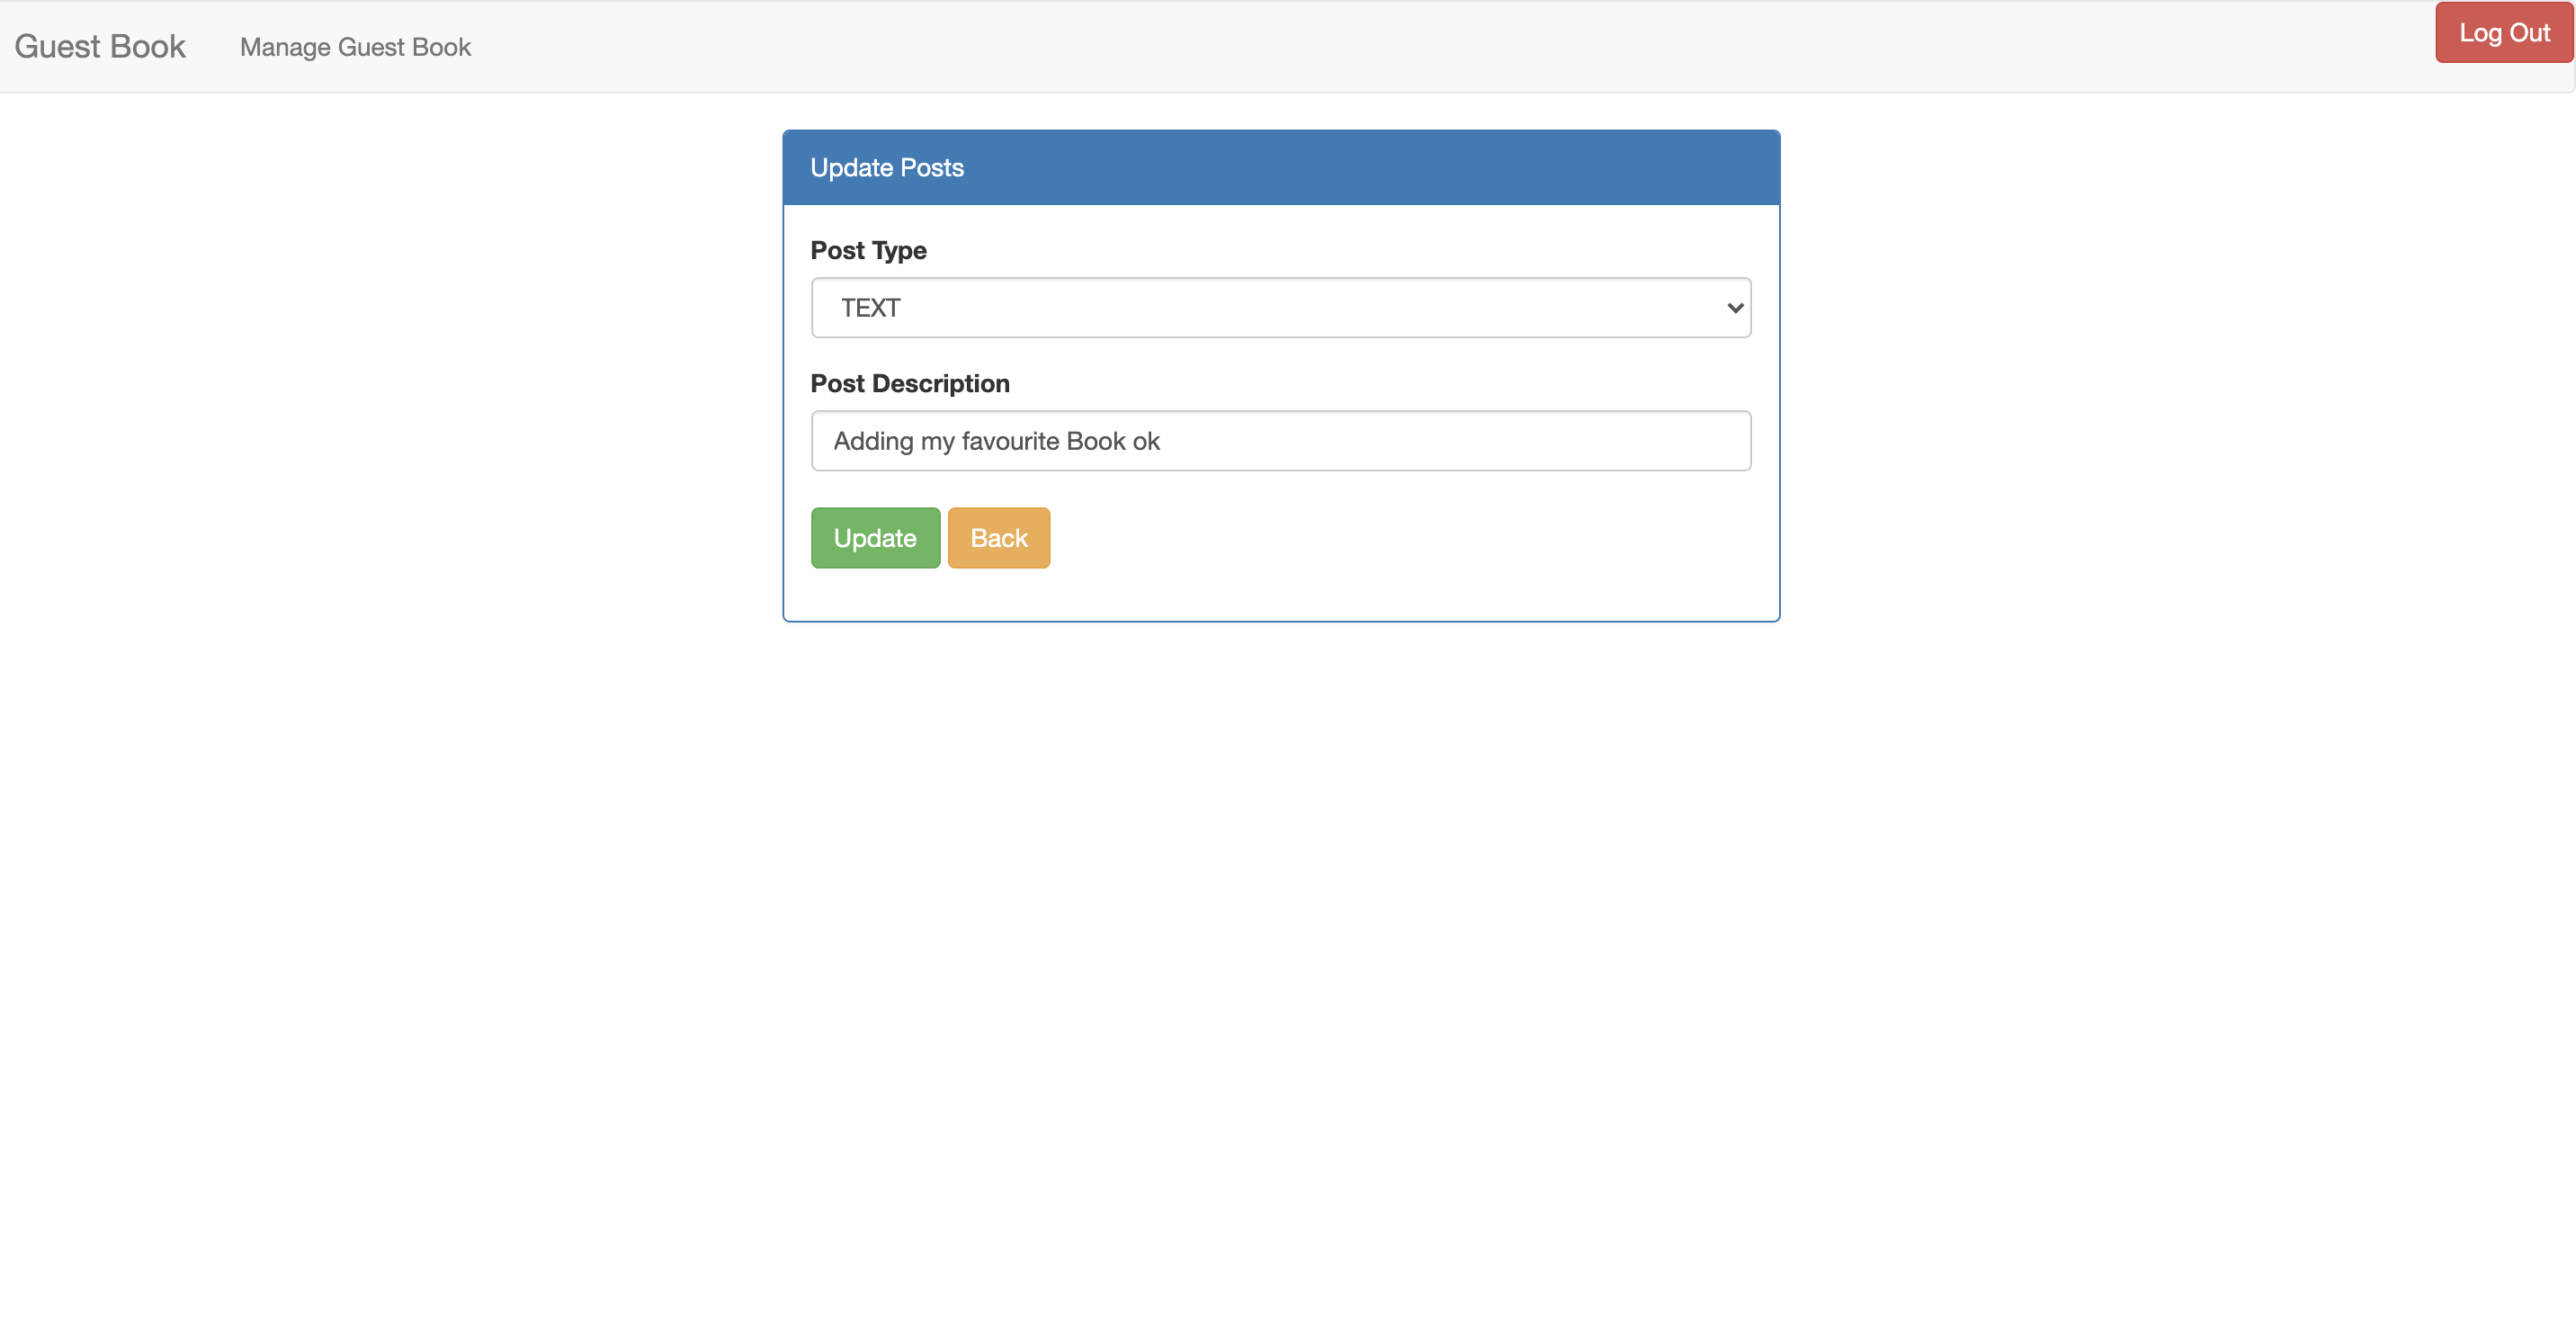 Guest Book Manage Guest Book Log Out
Update Posts
Post Type
TEXT
Post Description
Adding my favourite Book ok
Update Back